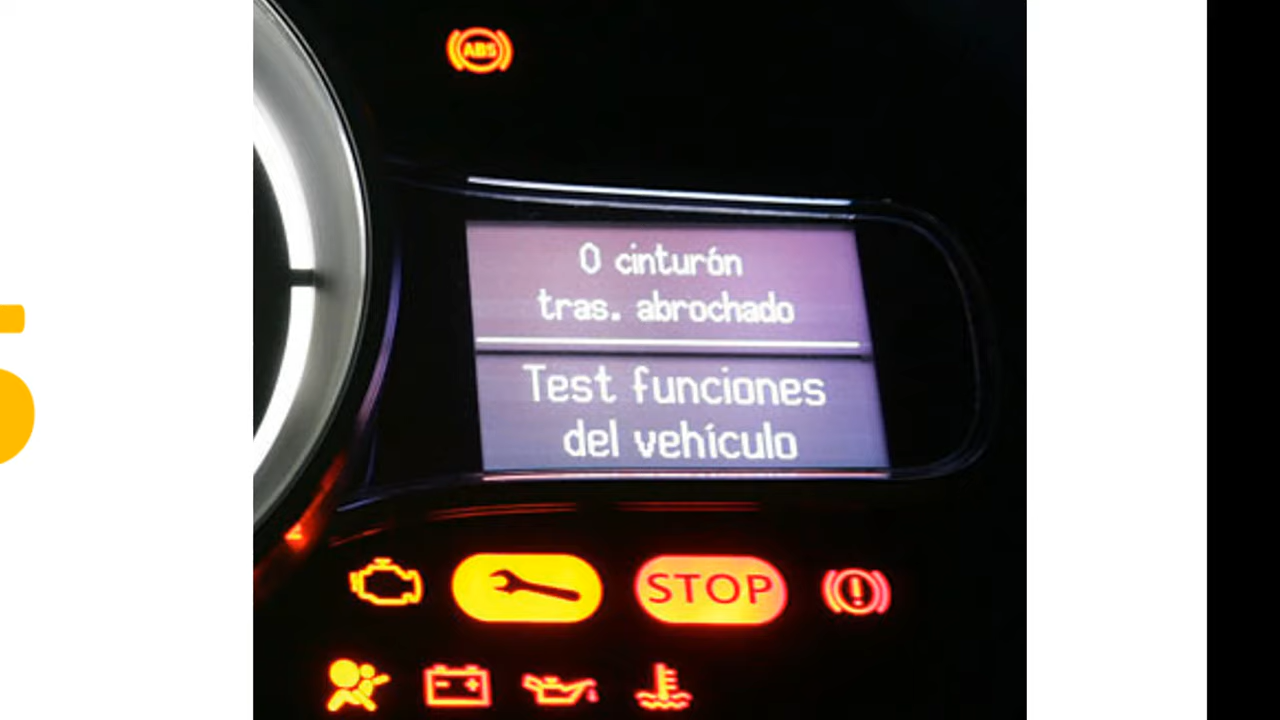 ABS
0 cinturón
tras. abrochado
Test funciones
del vehículo
STOP